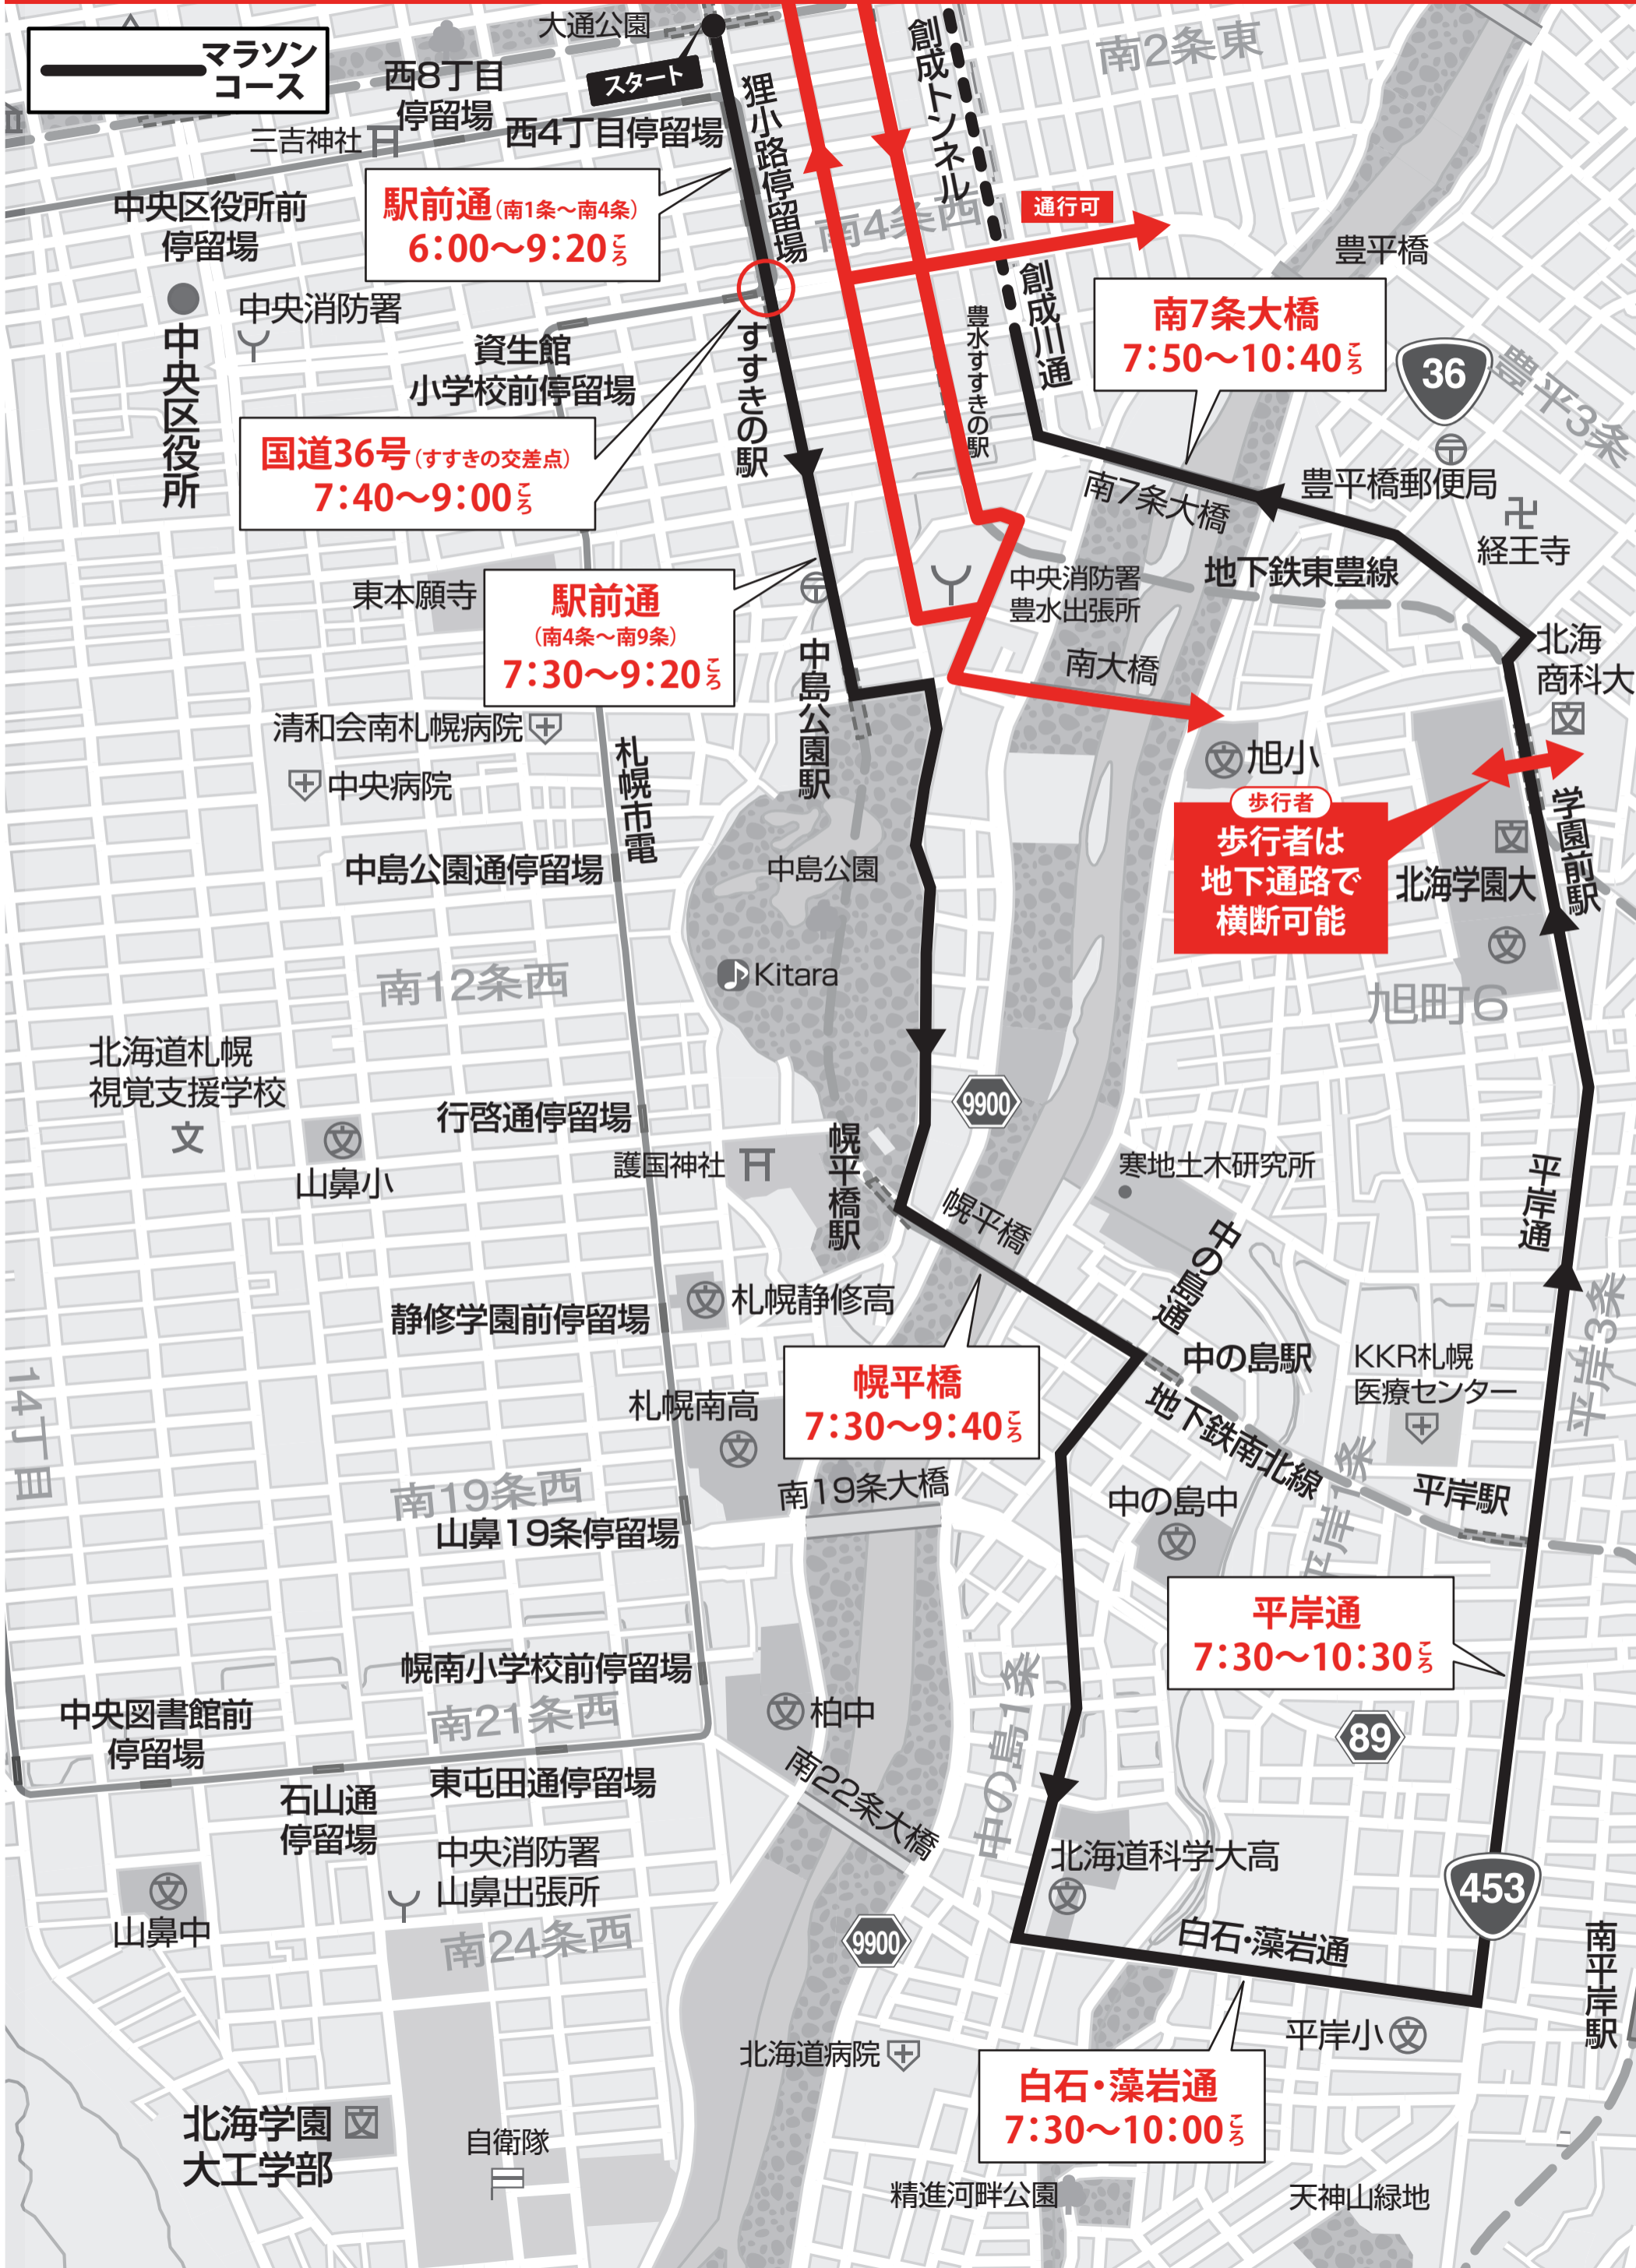 マラソン
コース
大通公園
スタート
西8丁目
停留場
西4丁目停留場
三吉神社
狸小路停留場
創成トンネル
南2条東
中央区役所前
停留場
駅前通(南1条〜南4条)
6:00〜9:20ころ
南4条西
通行可
豊平橋
中央消防署
中央区役所
資生館
小学校前停留場
すすきの駅
豊水すすきの駅
創成川通
南7条大橋
7:50〜10:40ころ
36
豊平3条
国道36号(すすきの交差点)
7:40〜9:00ころ
南7条大橋
豊平橋郵便局
経王寺
地下鉄東豊線
東本願寺
駅前通
(南4条〜南9条)
7:30〜9:20ころ
中央消防署
豊水出張所
南大橋
北海
商科大
文
清和会南札幌病院
中央病院
札幌市電
中島公園駅
文
旭小
歩行者
歩行者は
地下通路で
横断可能
学園前駅
文
北海学園大
文
中島公園通停留場
中島公園
Kitara
南12条西
旭町6
北海道札幌
視覚支援学校
文
文
山鼻小
行啓通停留場
護国神社
幌平橋駅
9900
幌平橋
寒地土木研究所
中の島通
平岸通
文
札幌静修高
静修学園前停留場
幌平橋
7:30〜9:40ころ
中の島駅
KKR札幌
医療センター
平岸3条
14丁目
札幌南高
文
地下鉄南北線
南19条大橋
南19条西
山鼻19条停留場
中の島中
文
平岸1条
平岸駅
平岸通
7:30〜10:30ころ
幌南小学校前停留場
南21条西
中央図書館前
停留場
文
柏中
中の島1条
89
南22条大橋
東屯田通停留場
石山通
停留場
中央消防署
山鼻出張所
文
山鼻中
南24条西
9900
北海道科学大高
文
白石・藻岩通
453
南平岸駅
平岸小
文
北海道病院
白石・藻岩通
7:30〜10:00ころ
北海学園
大工学部
文
自衛隊
精進河畔公園
天神山緑地